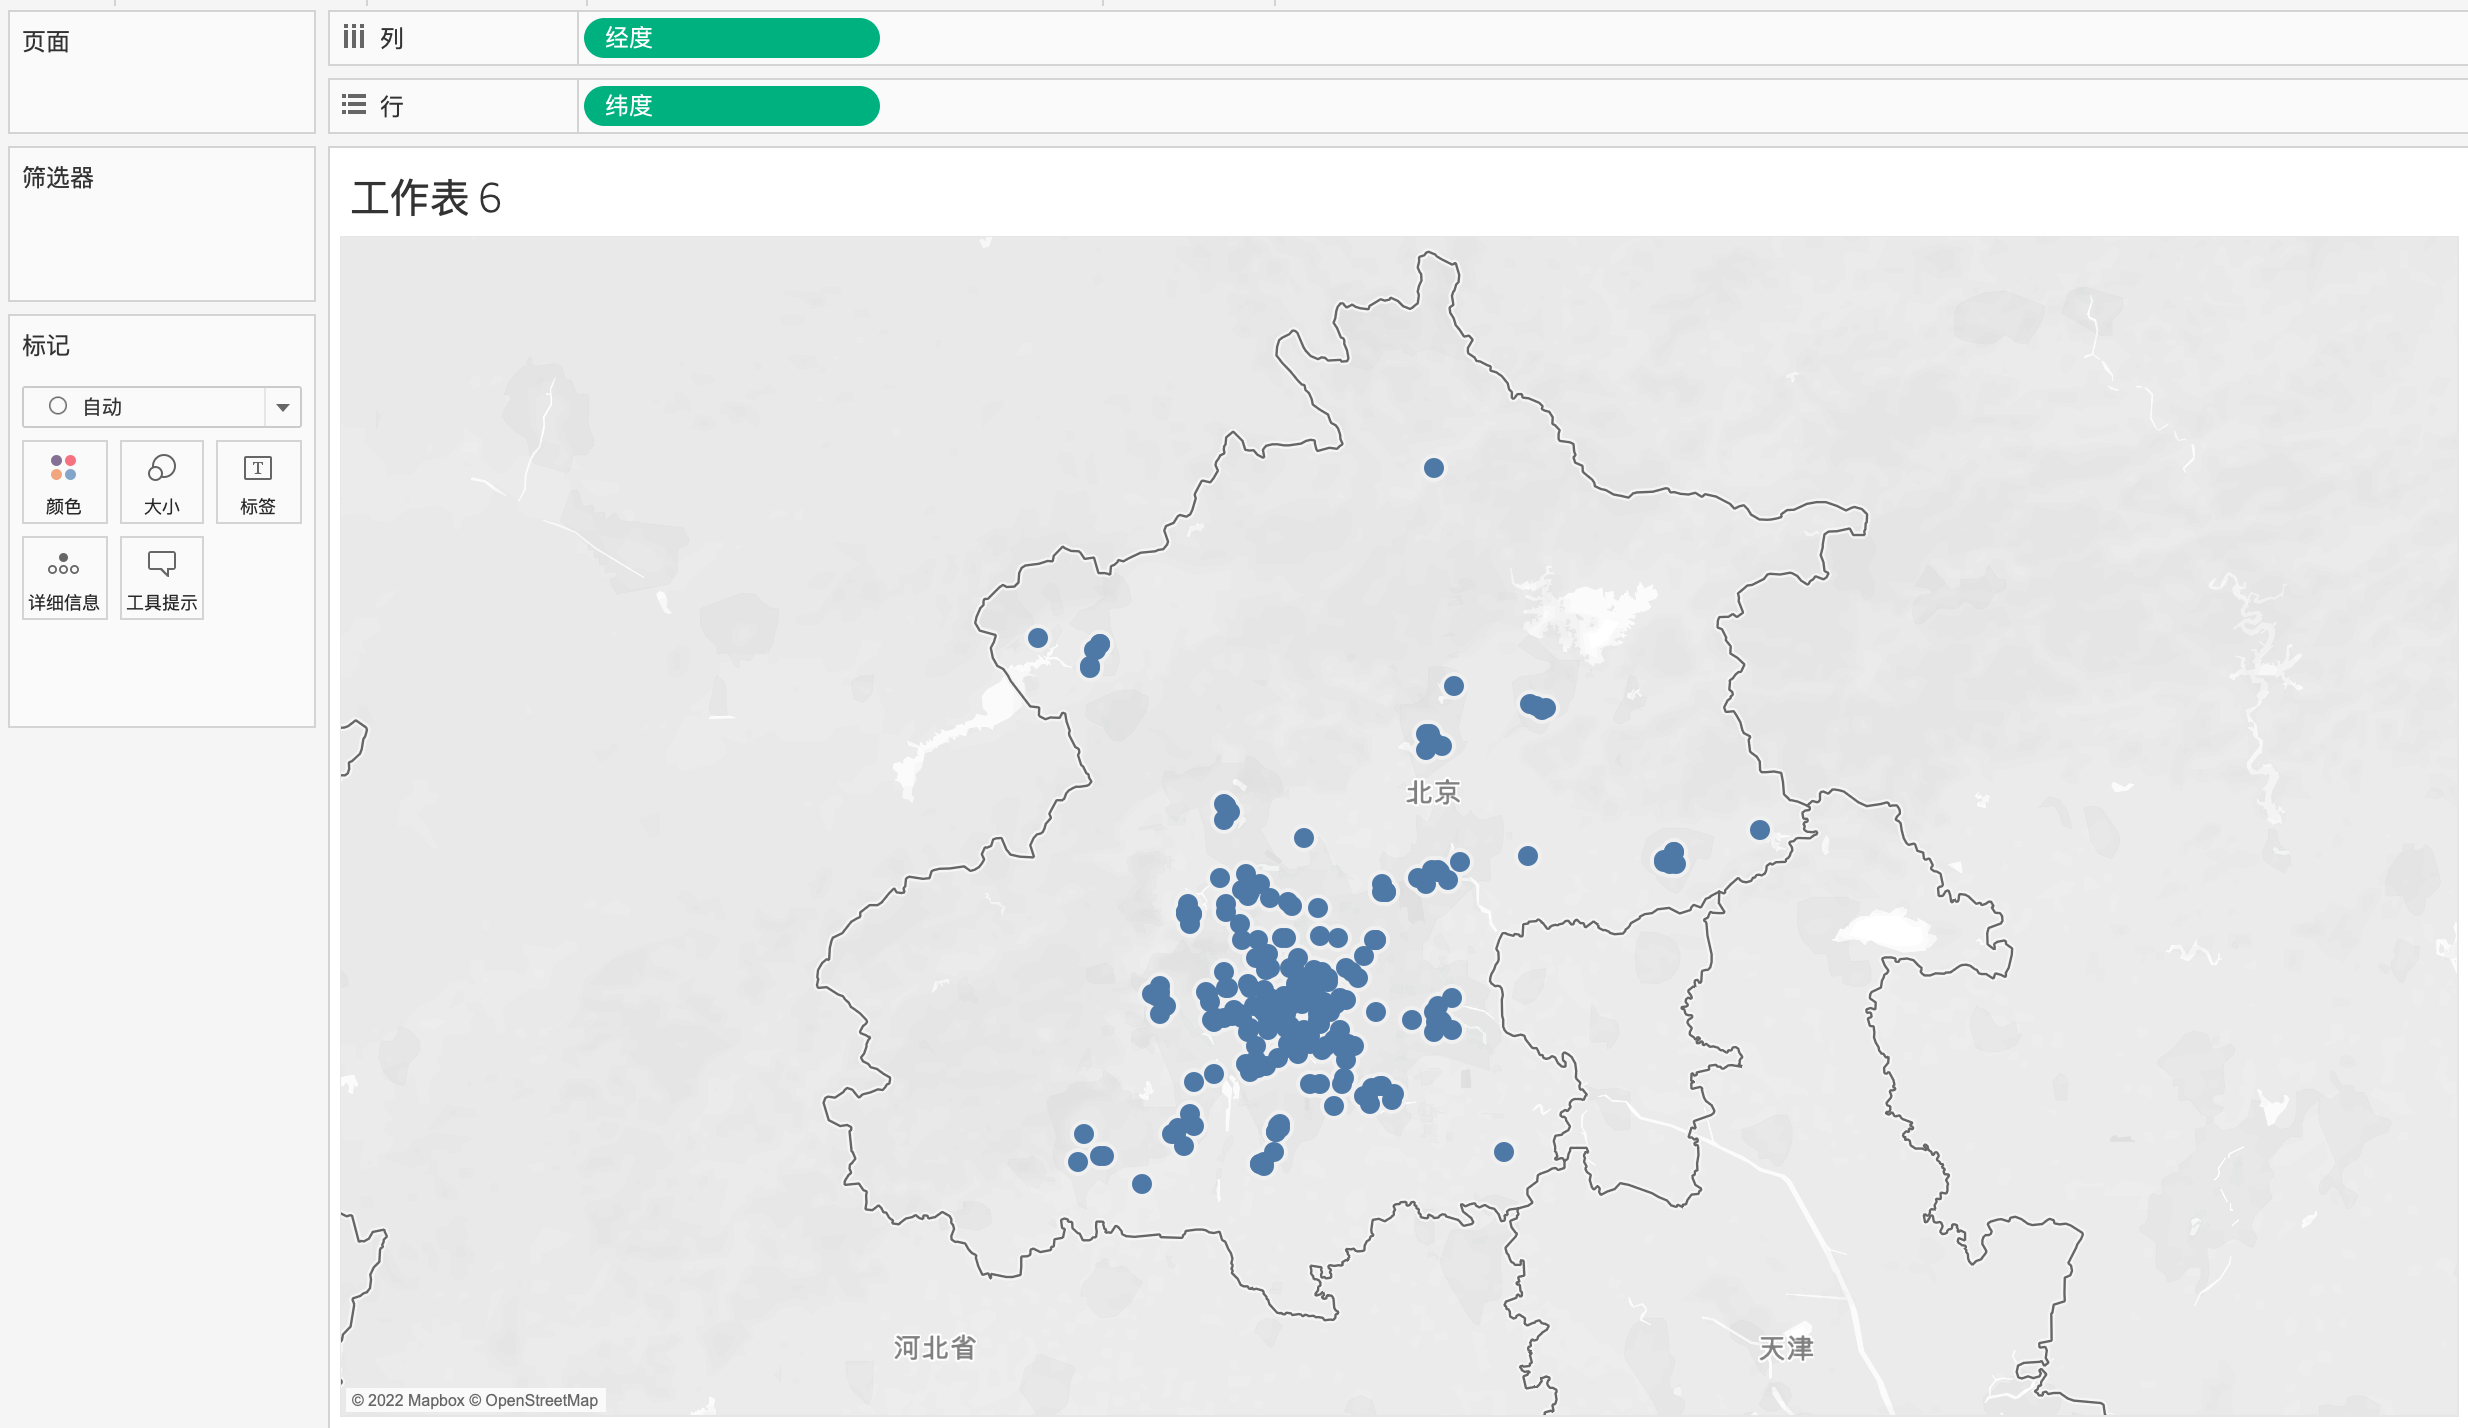 页面
列
经度
行
纬度
筛选器
工作表 6
标记
自动
颜色
大小
T
标签
详细信息
工具提示
北京
河北省
天津
© 2022 Mapbox © OpenStreetMap